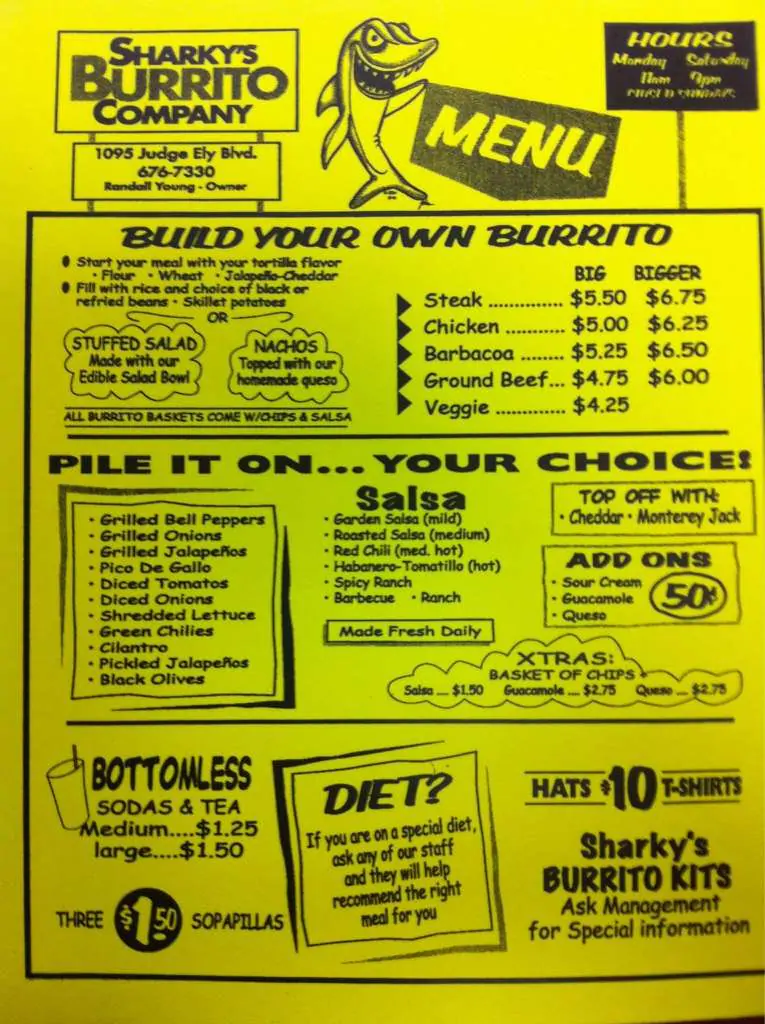 SHARKY'S
BURRITO
COMPANY
1095 Judge Ely Blvd.
676-7330
Randall Young - Owner
MENU
HOURS
Monday Saturday
11am 9pm
CLOSED SUNDAYS
BUILD YOUR OWN BURRITO
• Start your meal with your tortilla flavor
• Flour • Wheat • Jalapeño-Cheddar
• Fill with rice and choice of black or
refried beans • Skillet potatoes
OR
STUFFED SALAD
Made with our
Edible Salad Bowl
NACHOS
Topped with our
homemade queso
ALL BURRITO BASKETS COME W/CHIPS & SALSA
BIG BIGGER
Steak .............. $5.50 $6.75
Chicken ........... $5.00 $6.25
Barbacoa ........ $5.25 $6.50
Ground Beef... $4.75 $6.00
Veggie ............. $4.25
PILE IT ON... YOUR CHOICE!
• Grilled Bell Peppers
• Grilled Onions
• Grilled Jalapeños
• Pico De Gallo
• Diced Tomatos
• Diced Onions
• Shredded Lettuce
• Green Chilies
• Cilantro
• Pickled Jalapeños
• Black Olives
Salsa
• Garden Salsa (mild)
• Roasted Salsa (medium)
• Red Chili (med. hot)
• Habanero-Tomatillo (hot)
• Spicy Ranch
• Barbecue • Ranch
Made Fresh Daily
TOP OFF WITH:
• Cheddar • Monterey Jack
ADD ONS
• Sour Cream
• Guacamole
• Queso
50¢
XTRAS:
BASKET OF CHIPS +
Salsa .... $1.50 Guacamole .... $2.75 Queso .... $2.75
BOTTOMLESS
SODAS & TEA
Medium....$1.25
large....$1.50
THREE $1.50 SOPAPILLAS
DIET?
If you are on a special diet,
ask any of our staff
and they will help
recommend the right
meal for you
HATS $10 T-SHIRTS
Sharky's
BURRITO KITS
Ask Management
for Special information